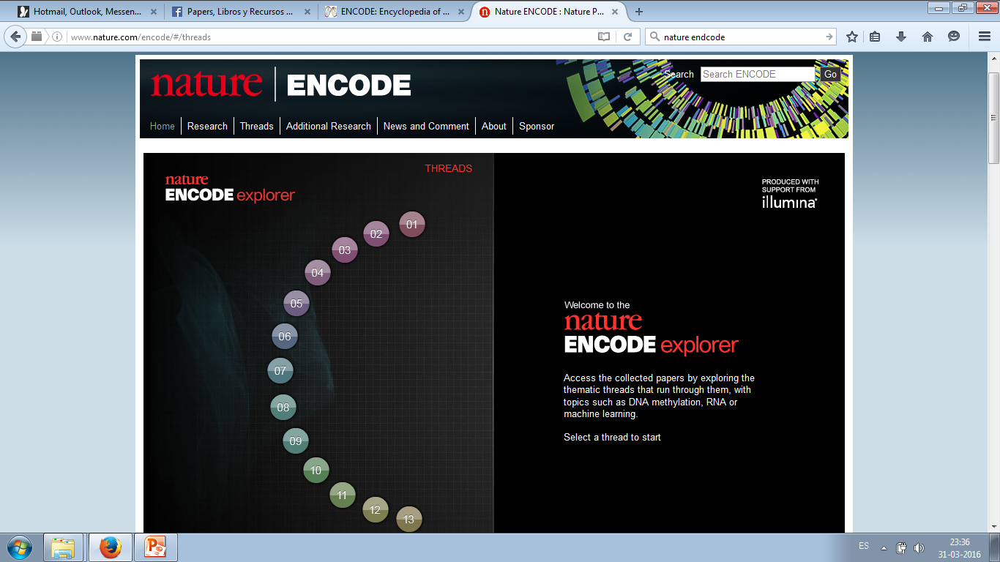 Hotmail, Outlook, Messen...
Papers, Libros y Recursos ...
ENCODE: Encyclopedia of ...
Nature ENCODE : Nature P...
www.nature.com/encode/#/threads
nature endcode
nature | ENCODE
Search
Search ENCODE
Go
Home
Research
Threads
Additional Research
News and Comment
About
Sponsor
nature
ENCODE explorer
THREADS
01
02
03
04
05
06
07
08
09
10
11
12
13
PRODUCED WITH
SUPPORT FROM
illumina
Welcome to the
nature
ENCODE explorer
Access the collected papers by exploring the
thematic threads that run through them, with
topics such as DNA methylation, RNA or
machine learning.
Select a thread to start
ES
23:36
31-03-2016